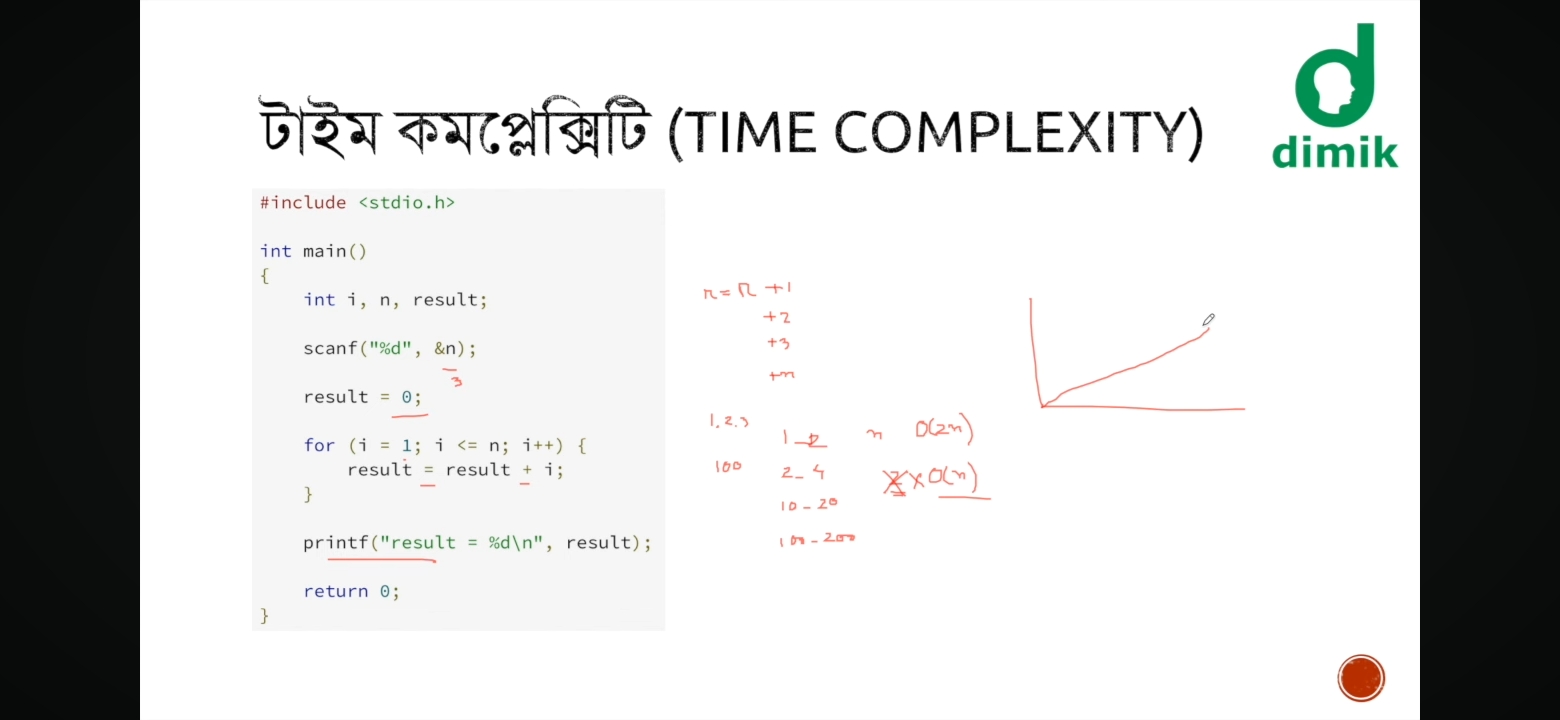 টাইম কমপ্লেক্সিটি (TIME COMPLEXITY)
dimik
#include <stdio.h>
int main()
{
int i, n, result;
scanf("%d", &n);
3
result = 0;
for (i = 1; i <= n; i++) {
result = result + i;
}
printf("result = %d\n", result);
return 0;
}
r = r +1
+2
+3
+n
1, 2, 3
100
1 - 2
2 - 4
10 - 20
100 - 200
n O(2n)
2 x O(n)